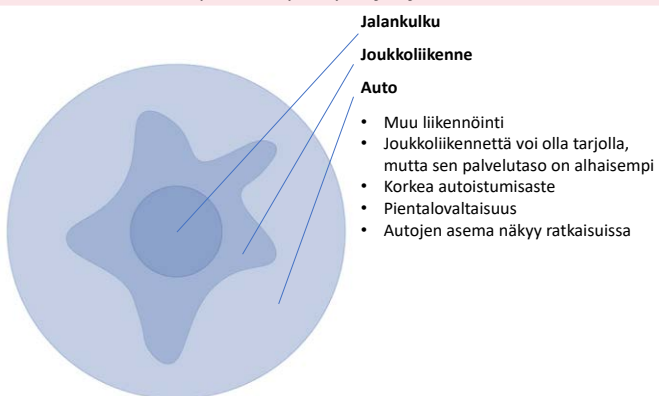 Jalankulku
Joukkoliikenne
Auto
• Muu liikennöinti
• Joukkoliikennettä voi olla tarjolla,
mutta sen palvelutaso on alhaisempi
• Korkea autoistumisaste
• Pientalovaltaisuus
• Autojen asema näkyy ratkaisuissa